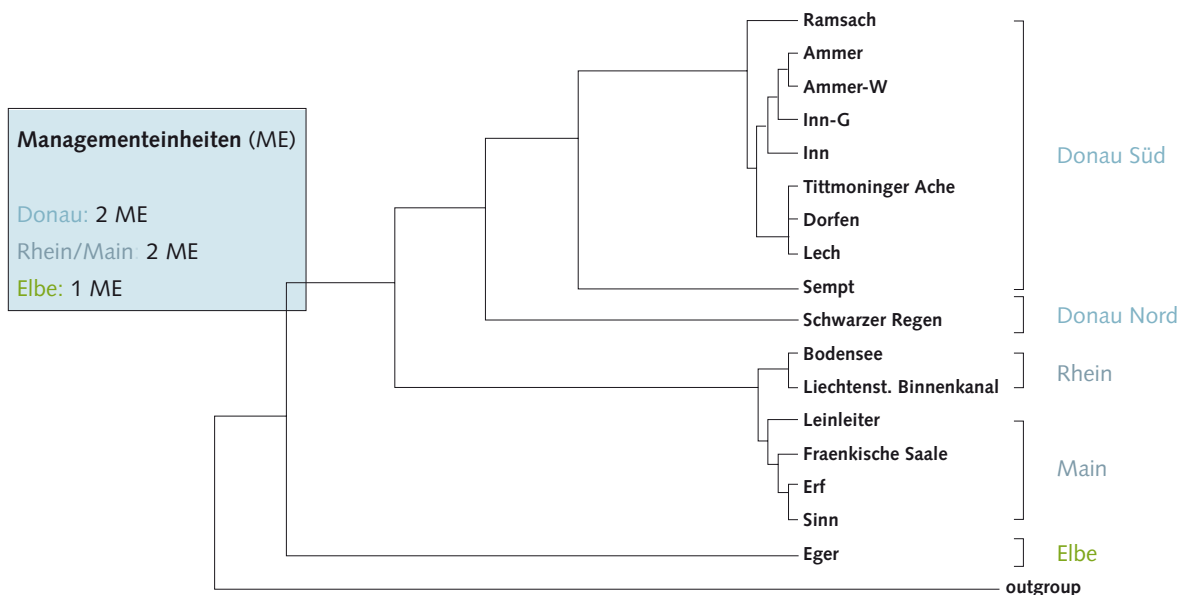 Managementeinheiten (ME)
Donau: 2 ME
Rhein/Main: 2 ME
Elbe: 1 ME
Ramsach
Ammer
Ammer-W
Inn-G
Inn
Tittmoninger Ache
Dorfen
Lech
Sempt
Schwarzer Regen
Bodensee
Liechtenst. Binnenkanal
Leinleiter
Fraenkische Saale
Erf
Sinn
Eger
outgroup
Donau Süd
Donau Nord
Rhein
Main
Elbe